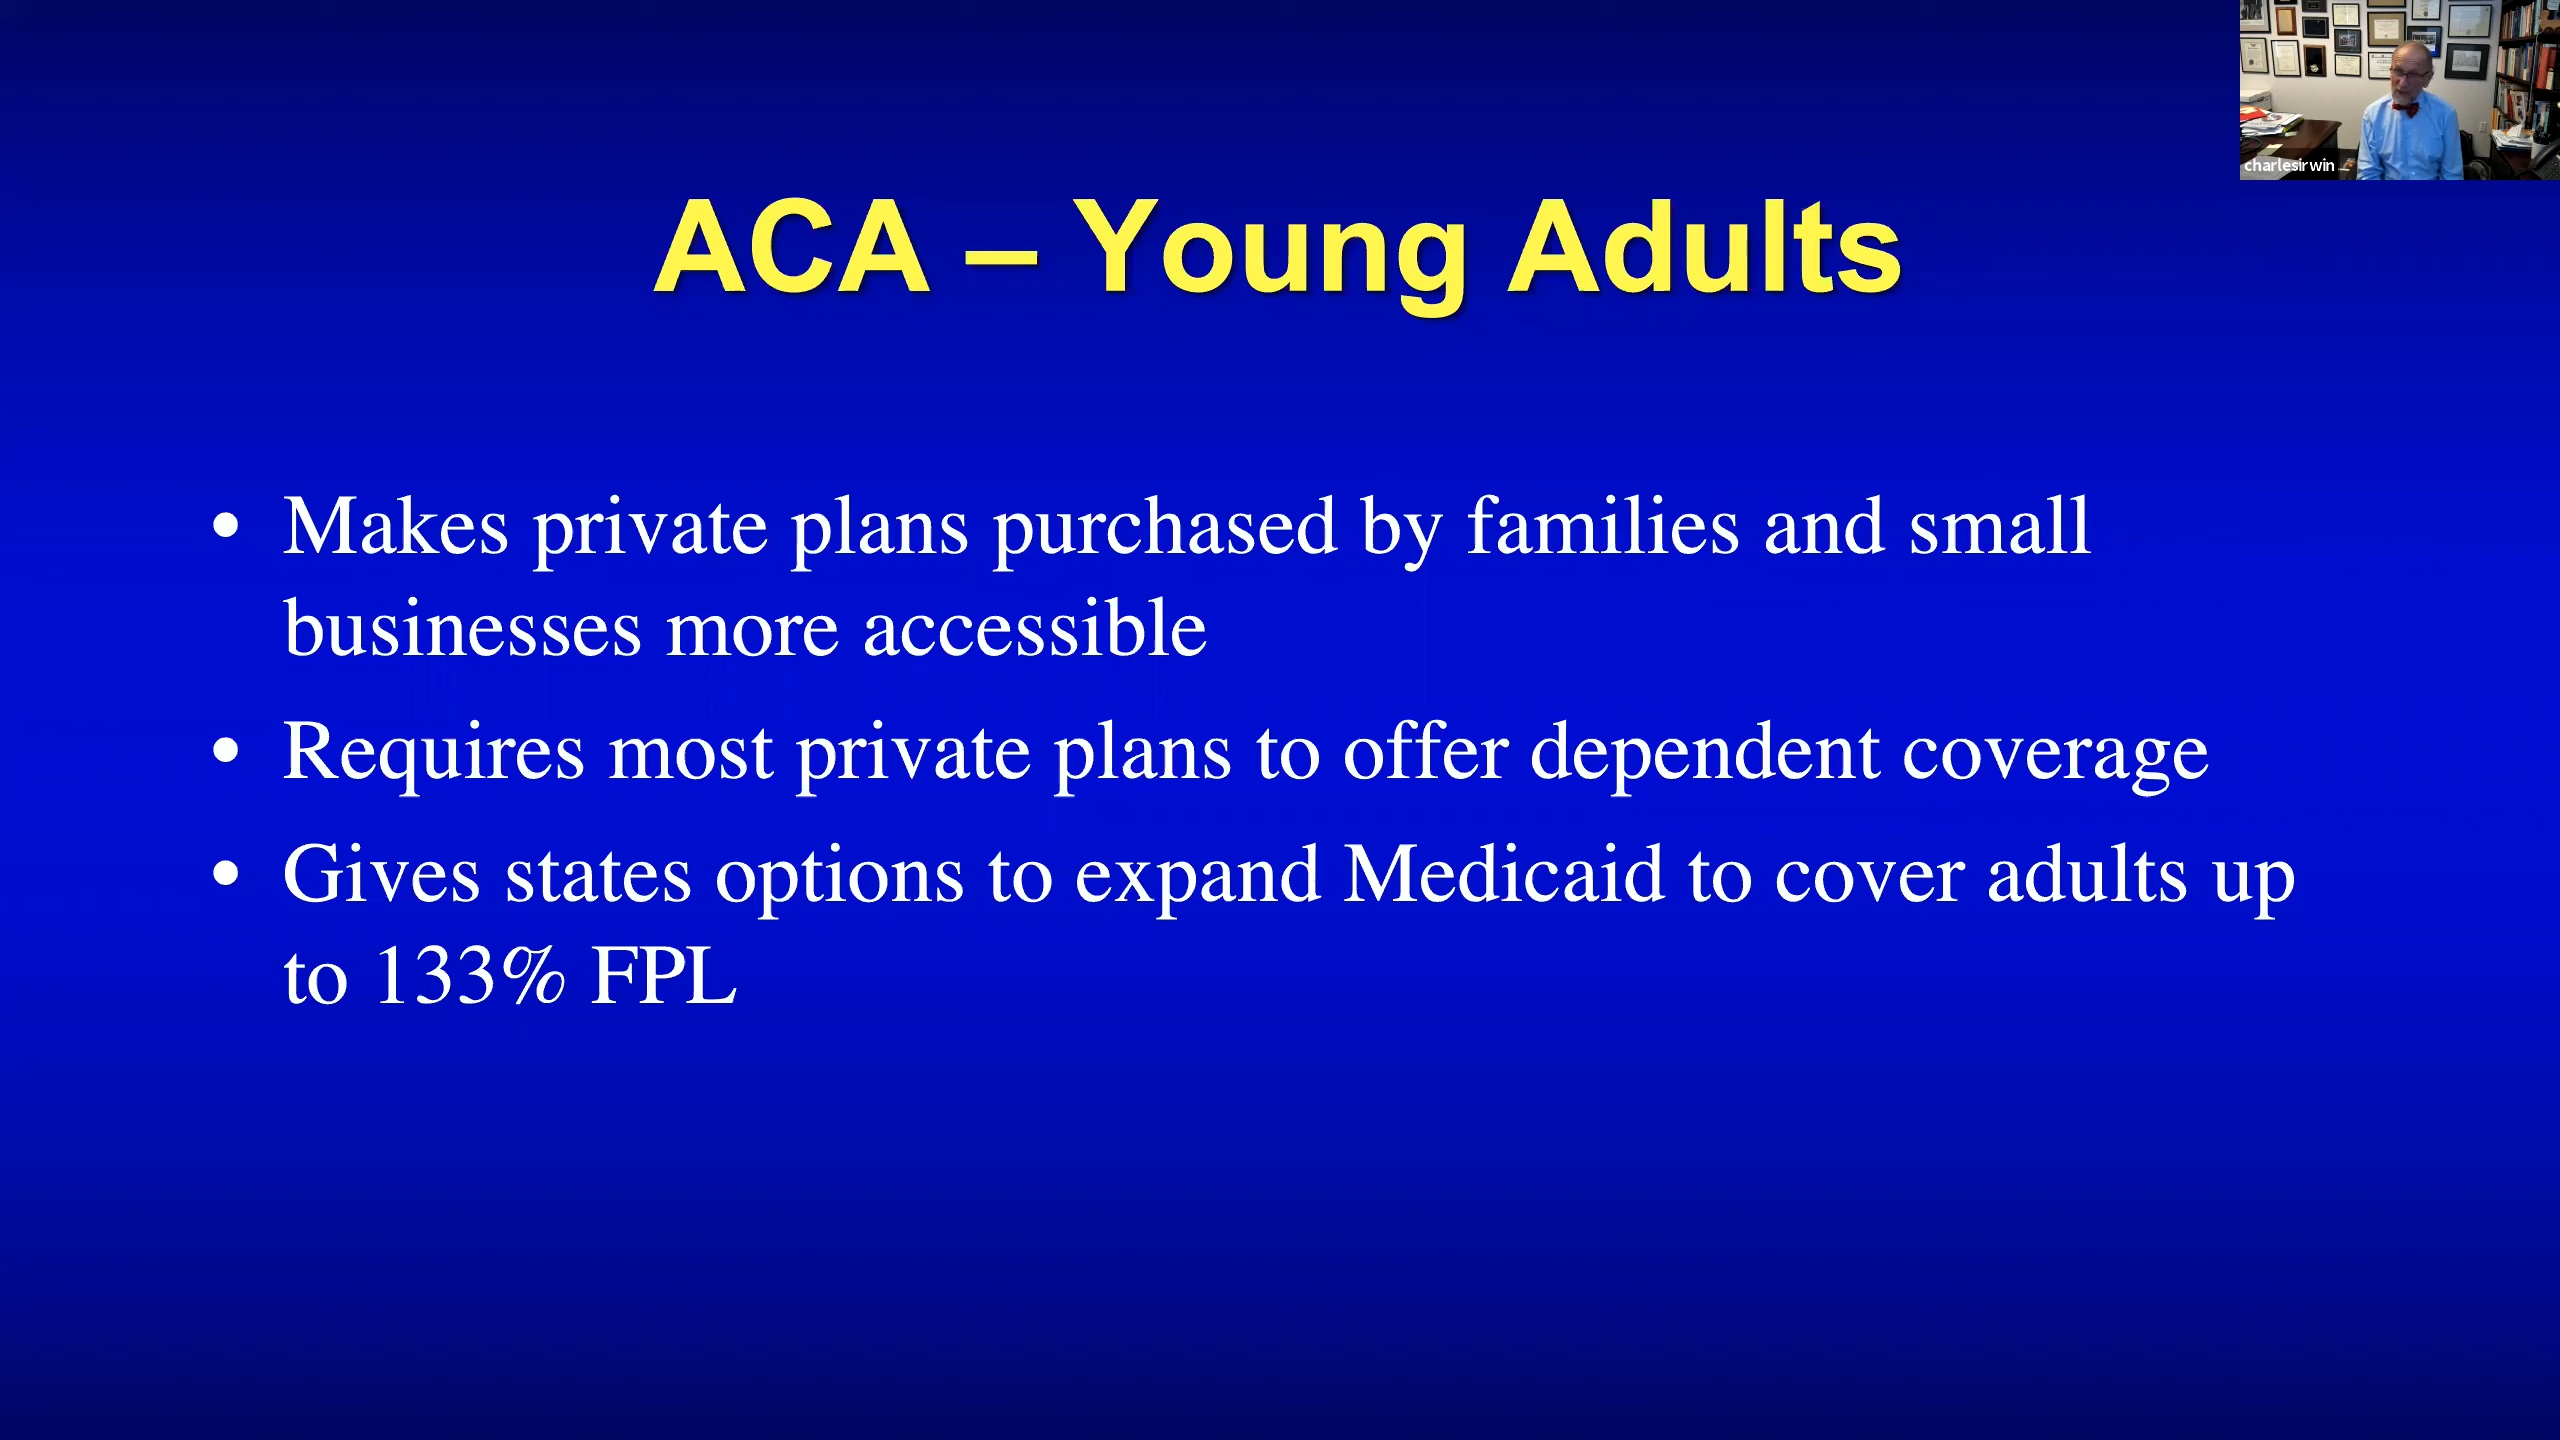 charlesirwin
ACA – Young Adults
• Makes private plans purchased by families and small
businesses more accessible
• Requires most private plans to offer dependent coverage
• Gives states options to expand Medicaid to cover adults up
to 133% FPL